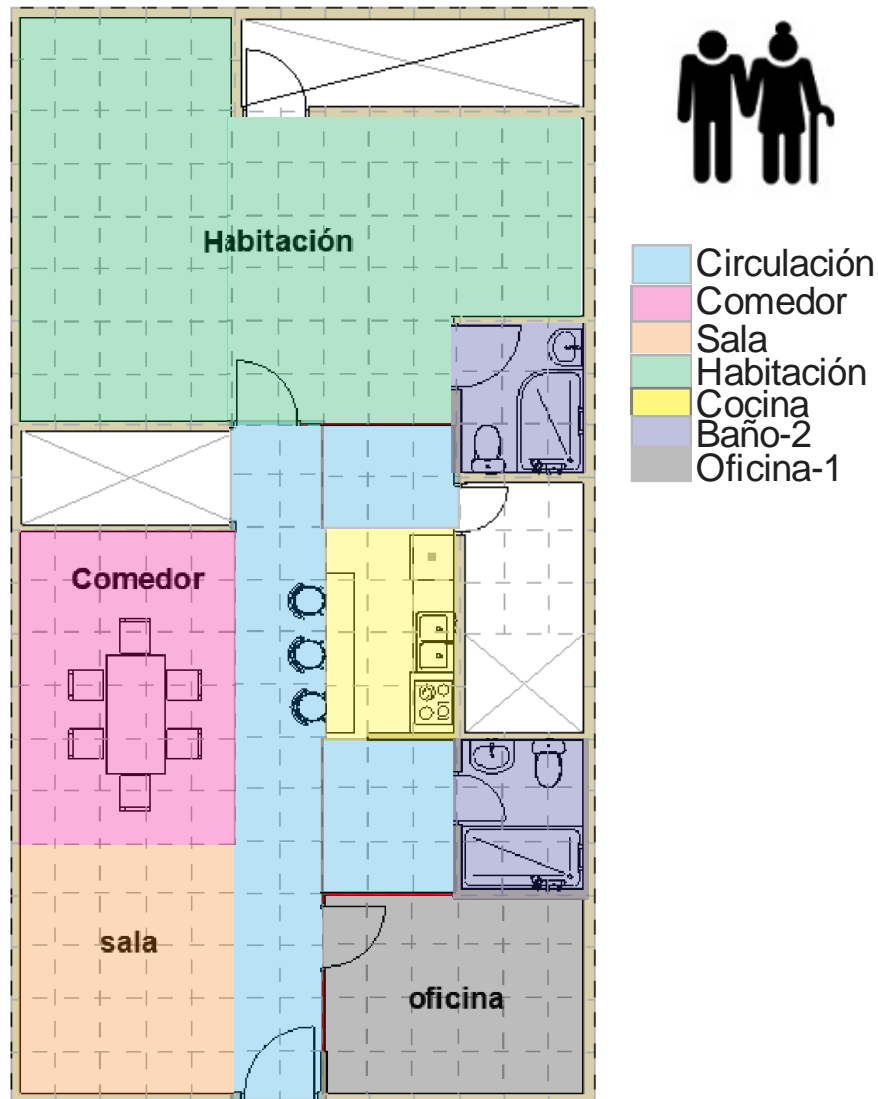 Habitación
Comedor
sala
oficina
Circulación
Comedor
Sala
Habitación
Cocina
Baño-2
Oficina-1